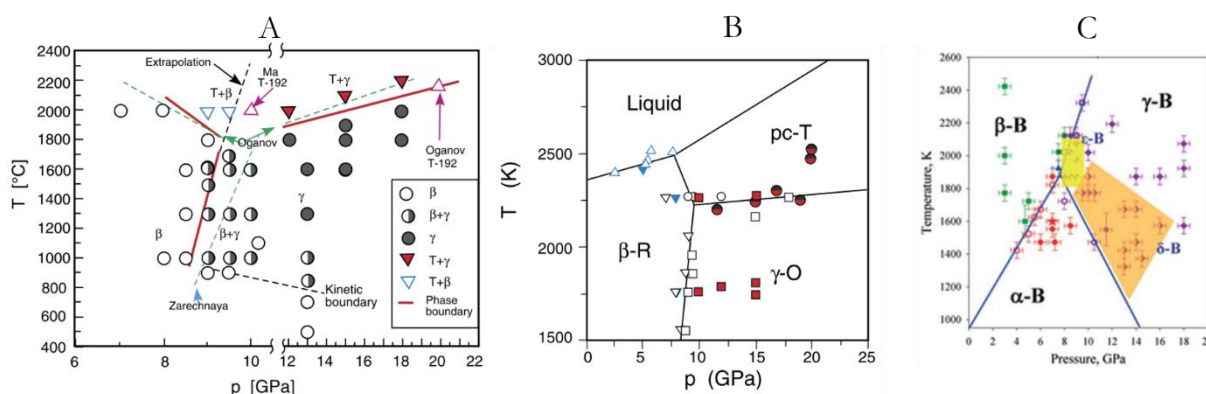 A
2400
2200
2000
1800
1600
1400
1200
1000
800
600
400
T [°C]
6
8
10
12
14
16
18
20
22
p [GPa]
Extrapolation
Ma
T-192
T+β
T+γ
Oganov
Oganov
T-192
γ
β
β+γ
Kinetic
boundary
Zarechnaya
β
β+γ
γ
T+γ
T+β
Phase
boundary
B
3000
2500
2000
1500
T (K)
0
5
10
15
20
25
p (GPa)
Liquid
pc-T
β-R
γ-O
C
2600
2400
2200
2000
1800
1600
1400
1200
1000
Temperature, K
0
2
4
6
8
10
12
14
16
18
Pressure, GPa
β-B
γ-B
ε-B
δ-B
α-B